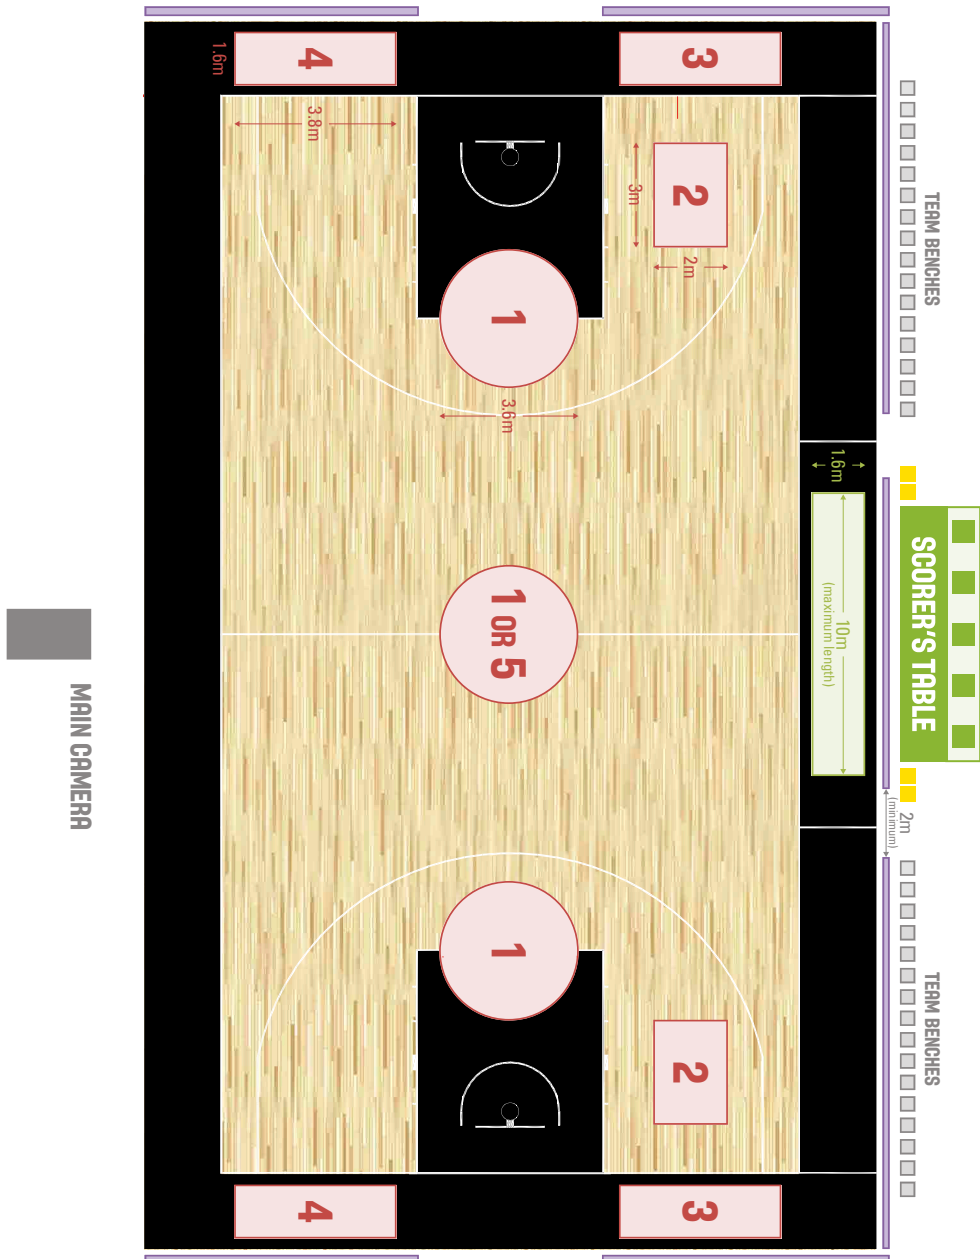 4
3
1.6m
3.8m
2
3m
2m
TEAM BENCHES
1
3.6m
1.6m
1 OR 5
10m
(maximum length)
SCORER'S TABLE
MAIN CAMERA
2m
(minimum)
1
2
TEAM BENCHES
4
3